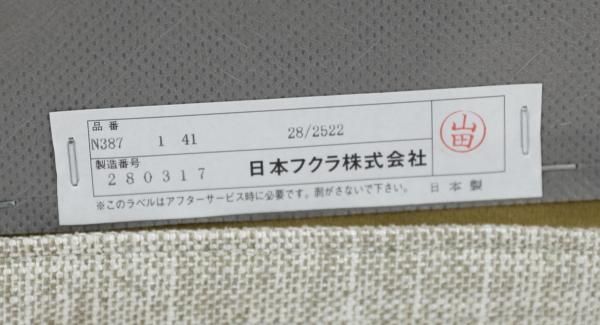 品番
N387 1 41 28/2522
山田
製造番号
280317 日本フクラ株式会社
※このラベルはアフターサービス時に必要です。剥がさないで下さい。 日本製